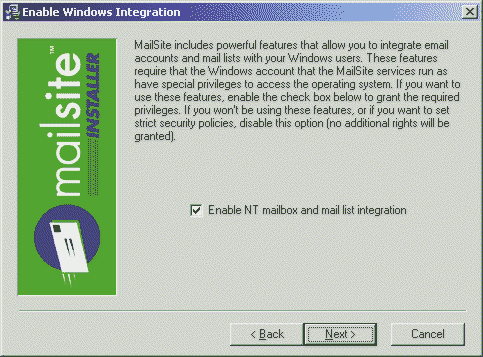 Enable Windows Integration
mailsite™
INSTALLER
MailSite includes powerful features that allow you to integrate email
accounts and mail lists with your Windows users. These features
require that the Windows account that the MailSite services run as
have special privileges to access the operating system. If you want to
use these features, enable the check box below to grant the required
privileges. If you won't be using these features, or if you want to set
strict security policies, disable this option (no additional rights will be
granted).
Enable NT mailbox and mail list integration
< Back
Next >
Cancel